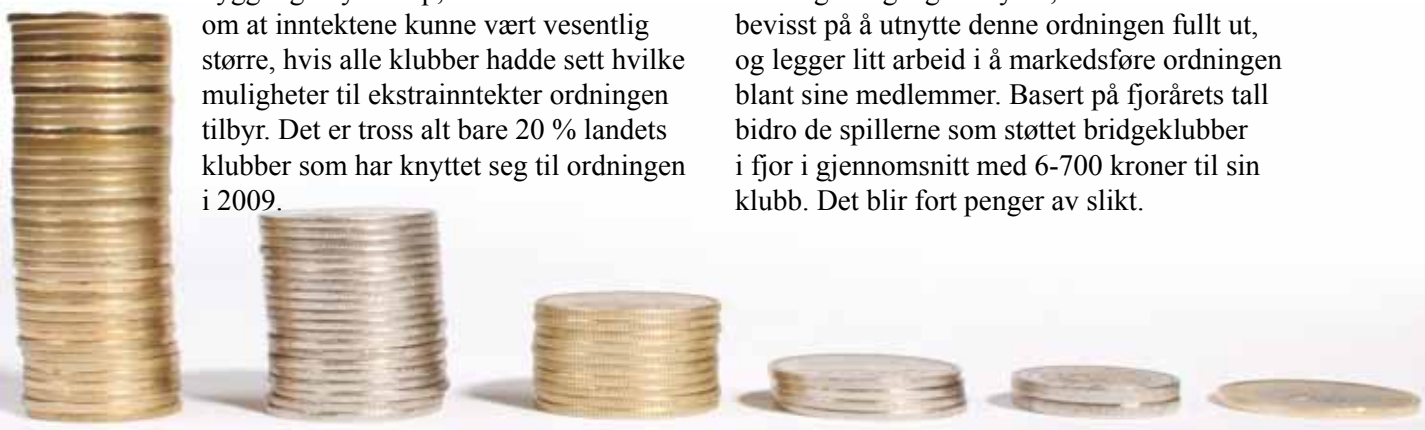 om at inntektene kunne vært vesentlig
større, hvis alle klubber hadde sett hvilke
muligheter til ekstrainntekter ordningen
tilbyr. Det er tross alt bare 20 % landets
klubber som har knyttet seg til ordningen
i 2009.
bevisst på å utnytte denne ordningen fullt ut,
og legger litt arbeid i å markedsføre ordningen
blant sine medlemmer. Basert på fjorårets tall
bidro de spillerne som støttet bridgeklubber
i fjor i gjennomsnitt med 6-700 kroner til sin
klubb. Det blir fort penger av slikt.